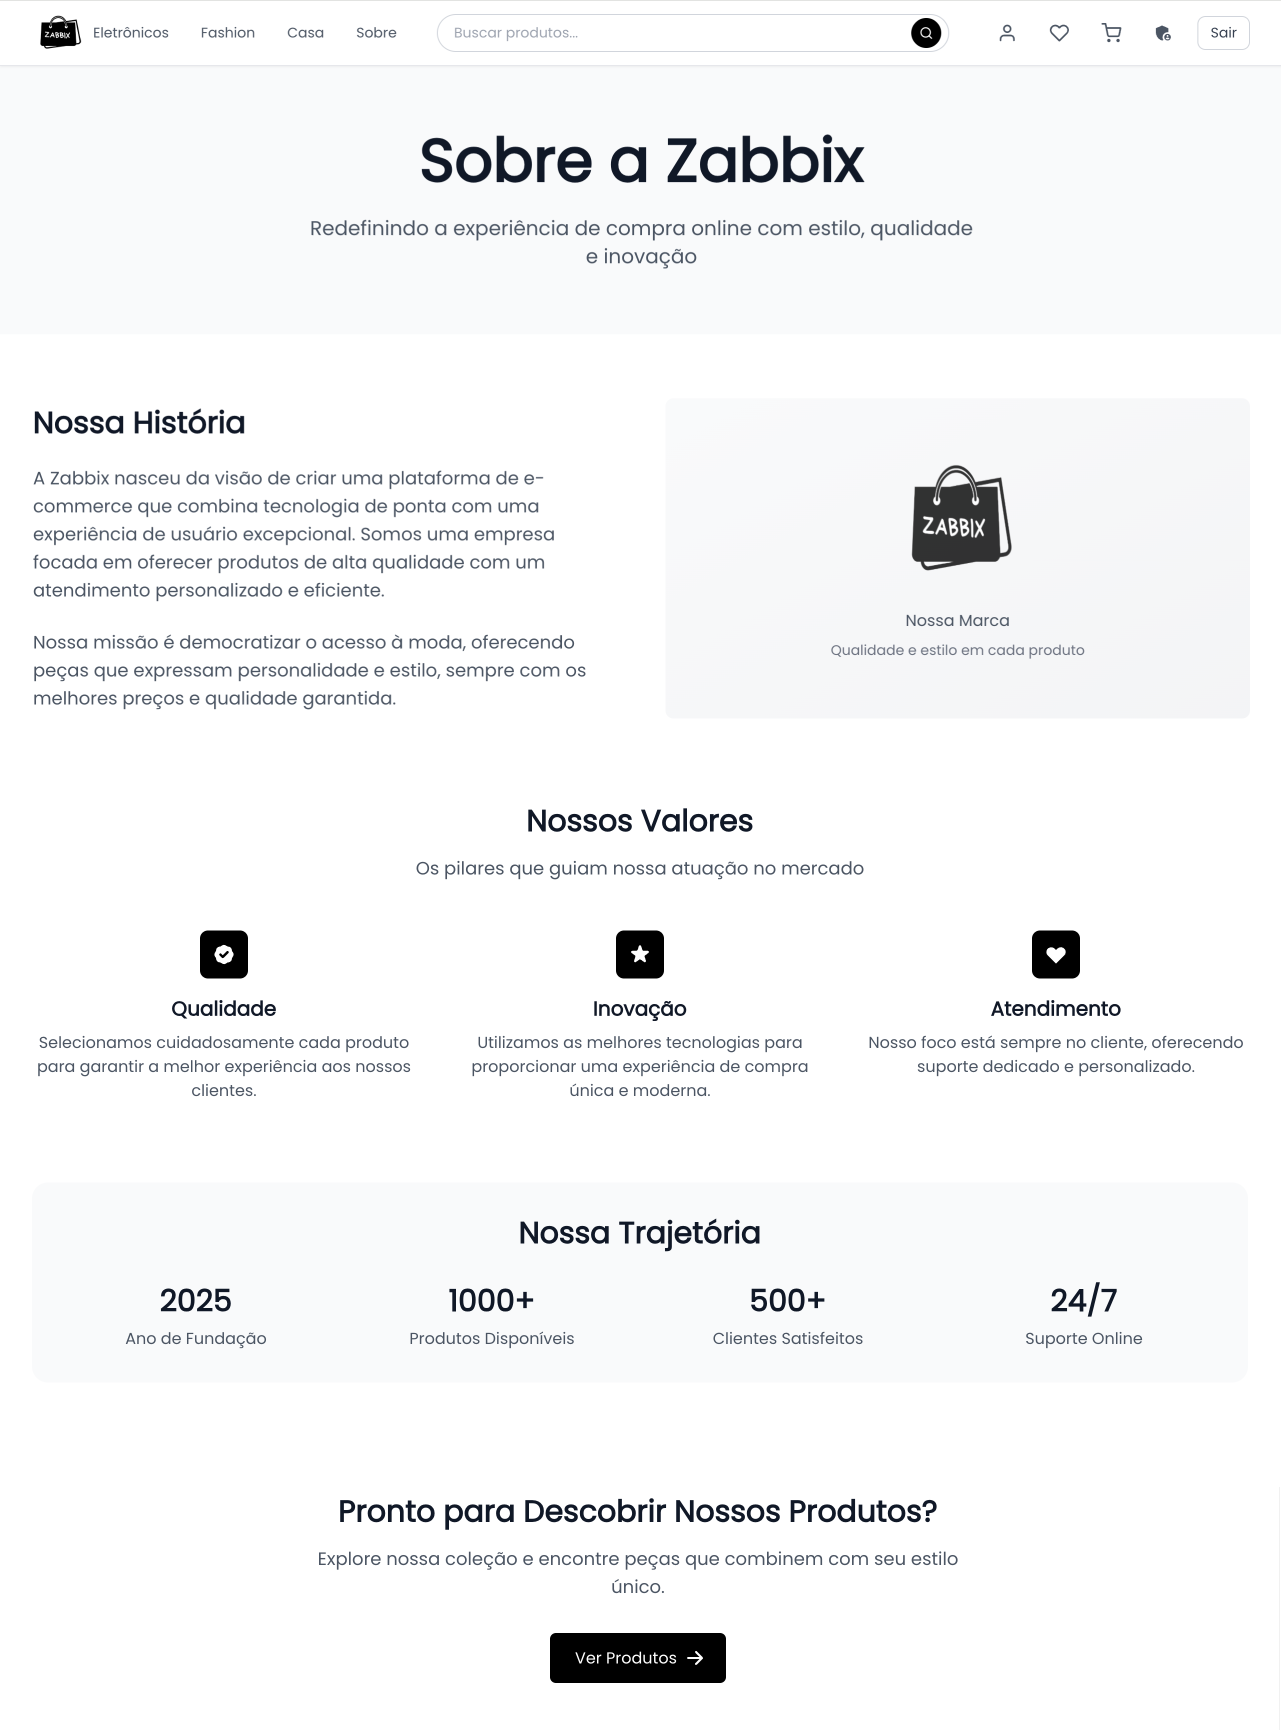 ZABBIX
Eletrônicos
Fashion
Casa
Sobre
Buscar produtos...
Sair
Sobre a Zabbix
Redefinindo a experiência de compra online com estilo, qualidade
e inovação
Nossa História
A Zabbix nasceu da visão de criar uma plataforma de e-
commerce que combina tecnologia de ponta com uma
experiência de usuário excepcional. Somos uma empresa
focada em oferecer produtos de alta qualidade com um
atendimento personalizado e eficiente.
Nossa missão é democratizar o acesso à moda, oferecendo
peças que expressam personalidade e estilo, sempre com os
melhores preços e qualidade garantida.
ZABBIX
Nossa Marca
Qualidade e estilo em cada produto
Nossos Valores
Os pilares que guiam nossa atuação no mercado
Qualidade
Selecionamos cuidadosamente cada produto
para garantir a melhor experiência aos nossos
clientes.
Inovação
Utilizamos as melhores tecnologias para
proporcionar uma experiência de compra
única e moderna.
Atendimento
Nosso foco está sempre no cliente, oferecendo
suporte dedicado e personalizado.
Nossa Trajetória
2025
Ano de Fundação
1000+
Produtos Disponíveis
500+
Clientes Satisfeitos
24/7
Suporte Online
Pronto para Descobrir Nossos Produtos?
Explore nossa coleção e encontre peças que combinem com seu estilo
único.
Ver Produtos